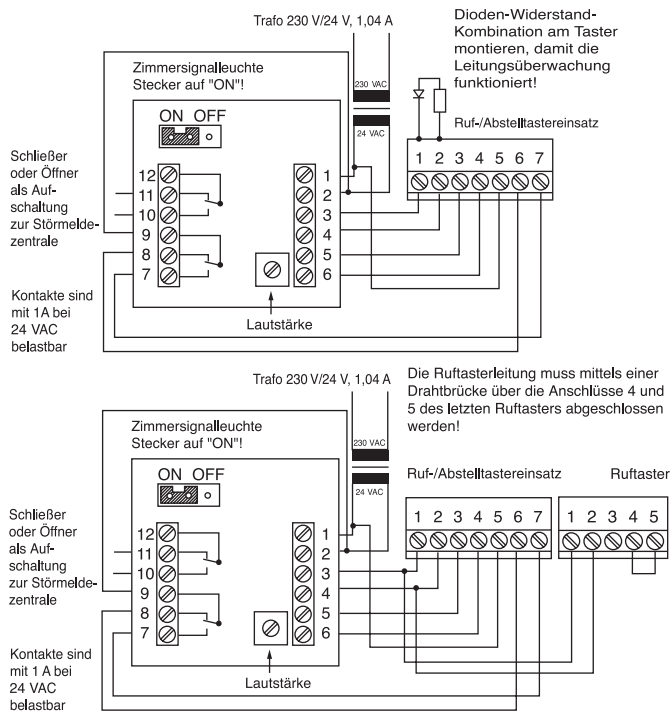 Trafo 230 V/24 V, 1,04 A
Dioden-Widerstand-
Kombination am Taster
montieren, damit die
Leitungsüberwachung
funktioniert!
Zimmersignalleuchte
Stecker auf "ON"!
230 VAC
24 VAC
ON OFF
Ruf-/Abstelltastereinsatz
1 2 3 4 5 6 7
Schließer
oder Öffner
als Auf-
schaltung
zur Störmelde-
zentrale
12
11
10
9
8
7
1
2
3
4
5
6
Kontakte sind
mit 1A bei
24 VAC
belastbar
Lautstärke
Trafo 230 V/24 V, 1,04 A
Die Ruftasterleitung muss mittels einer
Drahtbrücke über die Anschlüsse 4 und
5 des letzten Ruftasters abgeschlossen
werden!
Zimmersignalleuchte
Stecker auf "ON"!
230 VAC
24 VAC
ON OFF
Ruf-/Abstelltastereinsatz
Ruftaster
1 2 3 4 5 6 7
1 2 3 4 5
Schließer
oder Öffner
als Auf-
schaltung
zur Störmelde-
zentrale
12
11
10
9
8
7
1
2
3
4
5
6
Kontakte sind
mit 1 A bei
24 VAC
belastbar
Lautstärke